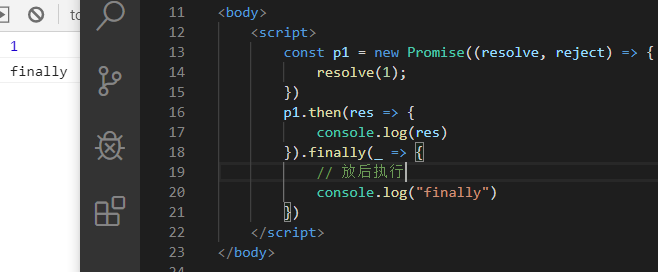 to
1
finally
11 <body>
12 <script>
13 const p1 = new Promise((resolve, reject) => {
14 resolve(1);
15 })
16 p1.then(res => {
17 console.log(res)
18 }).finally(_ => {
19 // 放后执行
20 console.log("finally")
21 })
22 </script>
23 </body>